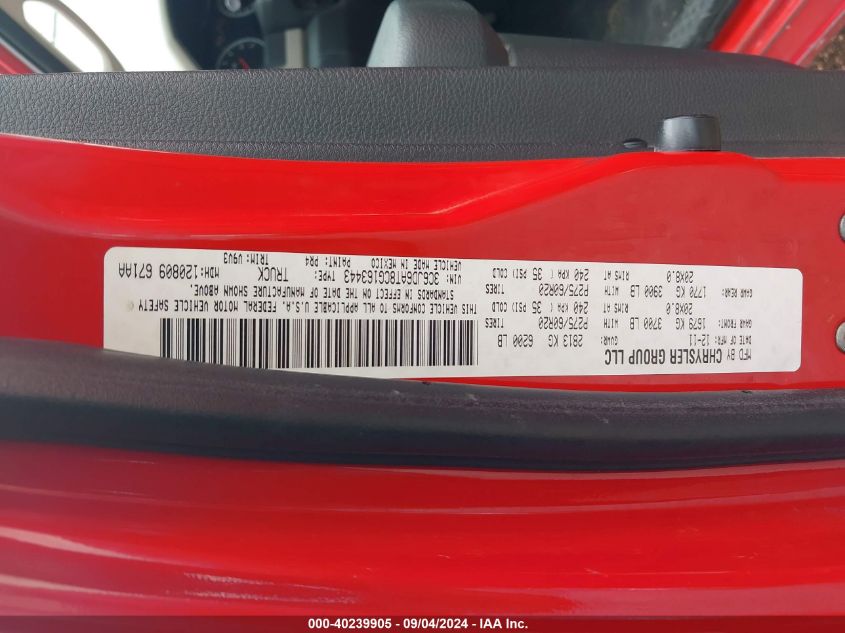 MFD BY CHRYSLER GROUP LLC
DATE OF MFR: 12-11 GVWR: 2813 KG 6200 LB
GAWR FRONT: 1679 KG 3700 LB WITH P275/60R20 TIRES
20X8.0 RIMS AT 240 KPA ( 35 PSI) COLD
GAWR REAR: 1770 KG 3900 LB WITH P275/60R20 TIRES
20X8.0 RIMS AT 240 KPA ( 35 PSI) COLD
THIS VEHICLE CONFORMS TO ALL APPLICABLE U.S.A. FEDERAL MOTOR VEHICLE SAFETY
STANDARDS IN EFFECT ON THE DATE OF MANUFACTURE SHOWN ABOVE.
VIN: 3C6JD6AT8CG163443 TYPE: TRUCK MDH:120809 671AA
VEHICLE MADE IN MEXICO PAINT: PR4 TRIM: V9V3
000-40239905 - 09/04/2024 - IAA Inc.